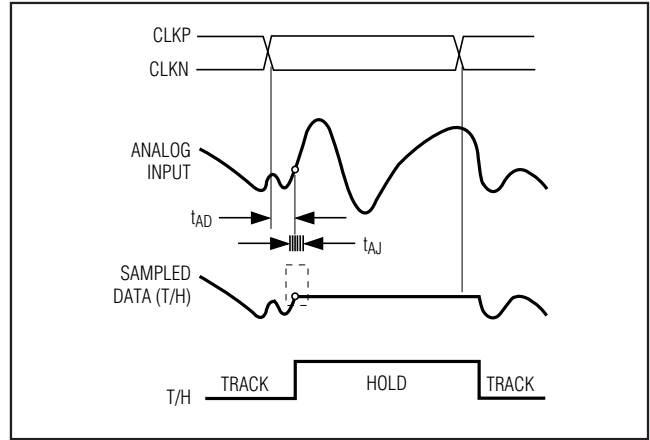 CLKP
CLKN
ANALOG
INPUT
tAD
tAJ
SAMPLED
DATA (T/H)
T/H
TRACK
HOLD
TRACK